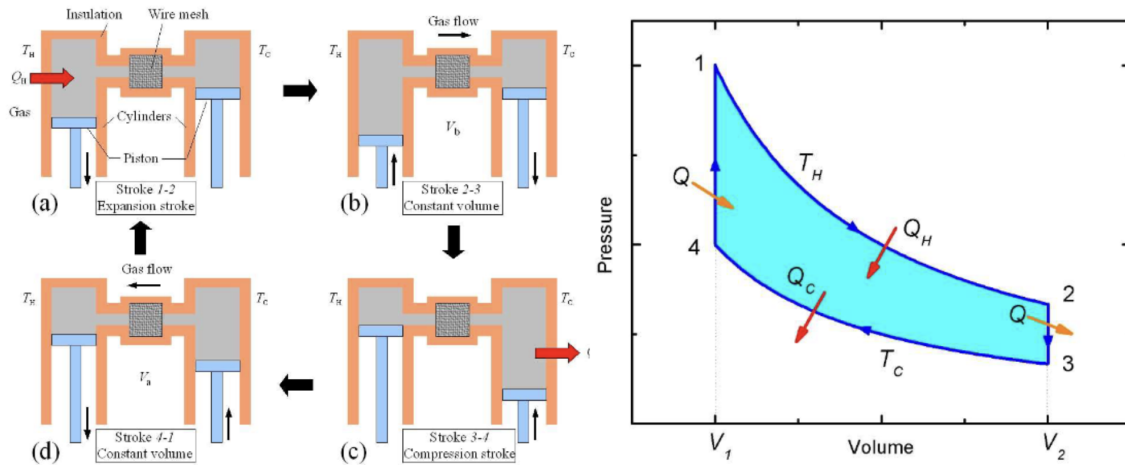 Insulation
Wire mesh
T_H
T_C
Q_H
Gas
Cylinders
Piston
(a)
Stroke 1-2
Expansion stroke
Gas flow
T_H
T_C
V_b
(b)
Stroke 2-3
Constant volume
Gas flow
T_H
T_C
V_a
(d)
Stroke 4-1
Constant volume
T_H
T_C
(c)
Stroke 3-4
Compression stroke
Pressure
1
T_H
Q
Q_H
4
Q_C
2
Q
3
T_C
V_1
Volume
V_2